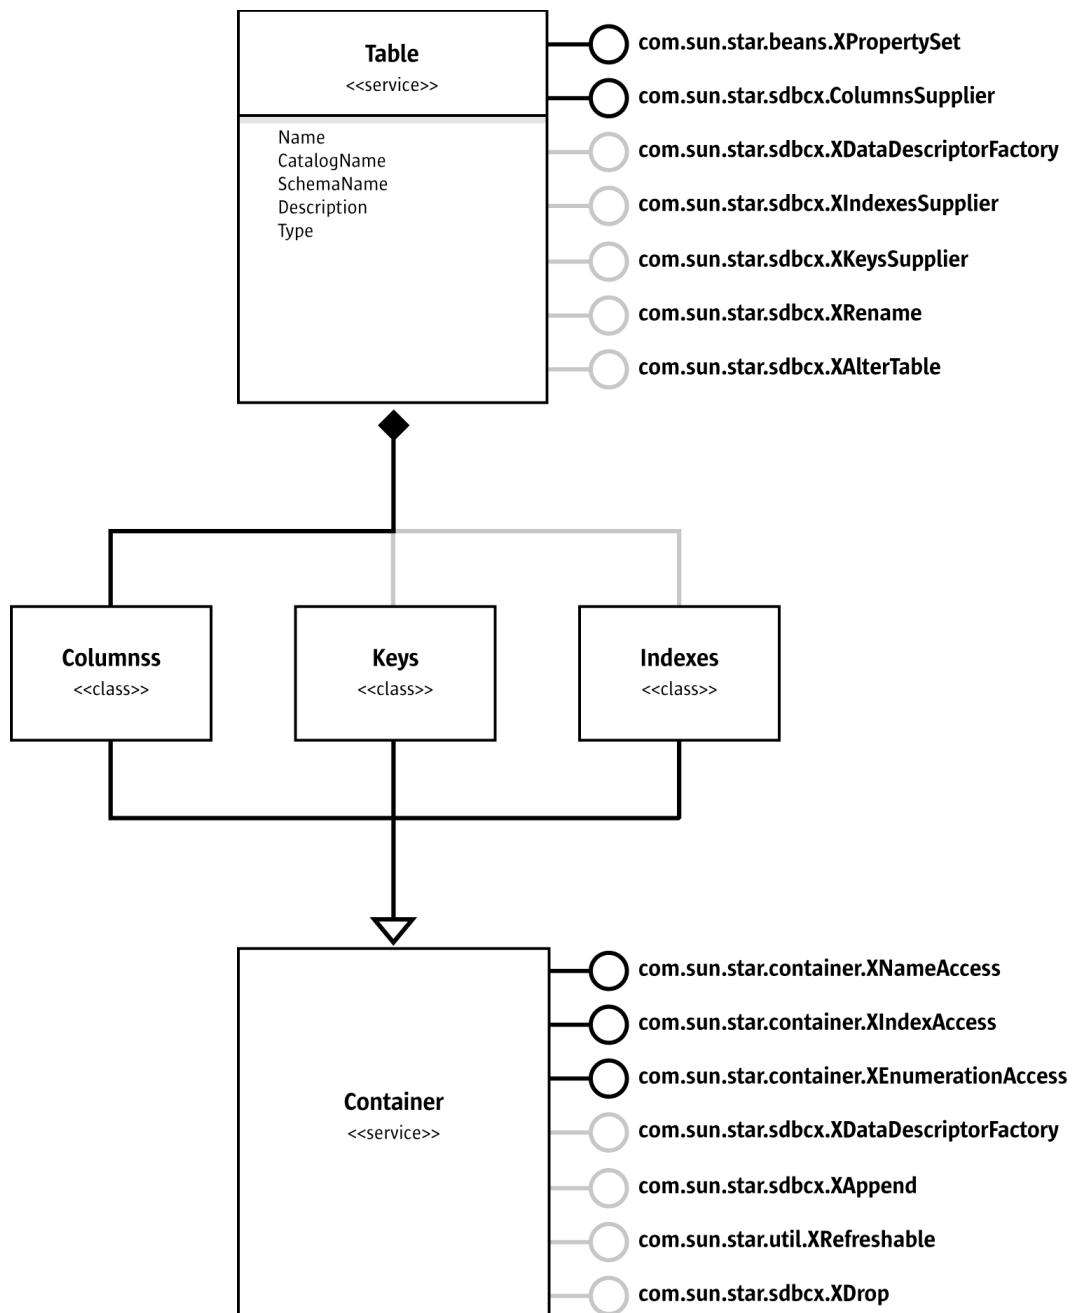 Table
<<service>>
Name
CatalogName
SchemaName
Description
Type
com.sun.star.beans.XPropertySet
com.sun.star.sdbcx.ColumnsSupplier
com.sun.star.sdbcx.XDataDescriptorFactory
com.sun.star.sdbcx.XIndexesSupplier
com.sun.star.sdbcx.XKeysSupplier
com.sun.star.sdbcx.XRename
com.sun.star.sdbcx.XAlterTable
Columnss
<<class>>
Keys
<<class>>
Indexes
<<class>>
Container
<<service>>
com.sun.star.container.XNameAccess
com.sun.star.container.XIndexAccess
com.sun.star.container.XEnumerationAccess
com.sun.star.sdbcx.XDataDescriptorFactory
com.sun.star.sdbcx.XAppend
com.sun.star.util.XRefreshable
com.sun.star.sdbcx.XDrop